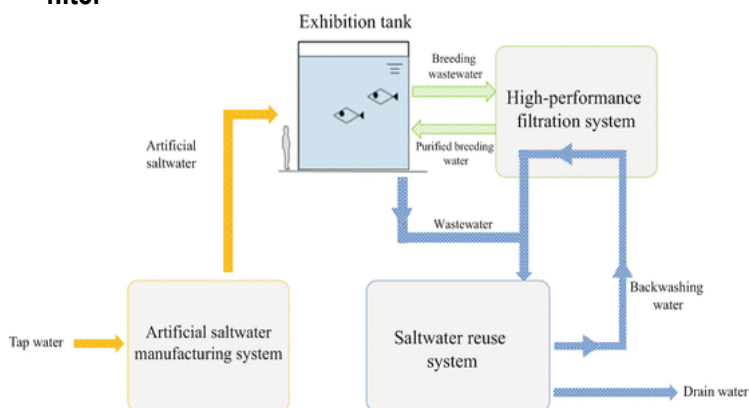 Exhibition tank
Breeding
wastewater
High-performance
filtration system
Artificial
saltwater
Purified breeding
water
Wastewater
Backwashing
water
Tap water
Artificial saltwater
manufacturing system
Saltwater reuse
system
Drain water